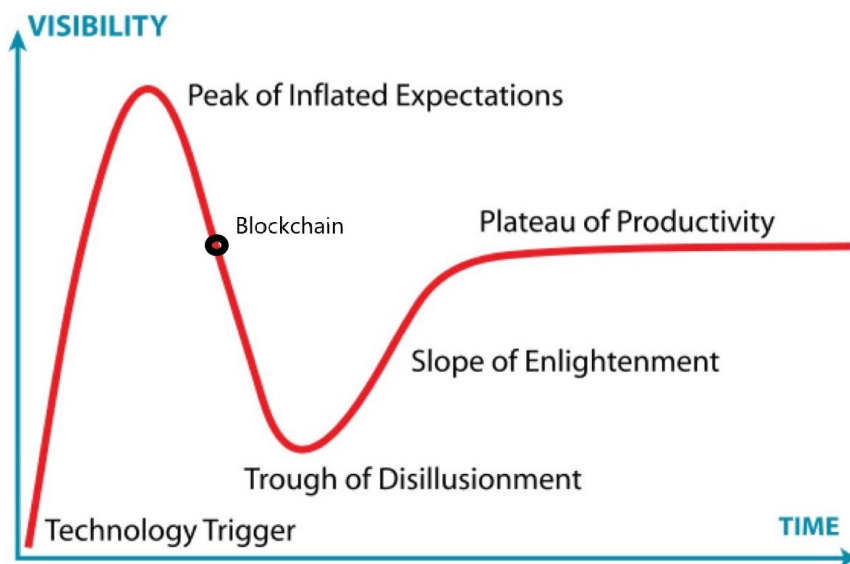 VISIBILITY
Peak of Inflated Expectations
Blockchain
Plateau of Productivity
Slope of Enlightenment
Trough of Disillusionment
Technology Trigger
TIME